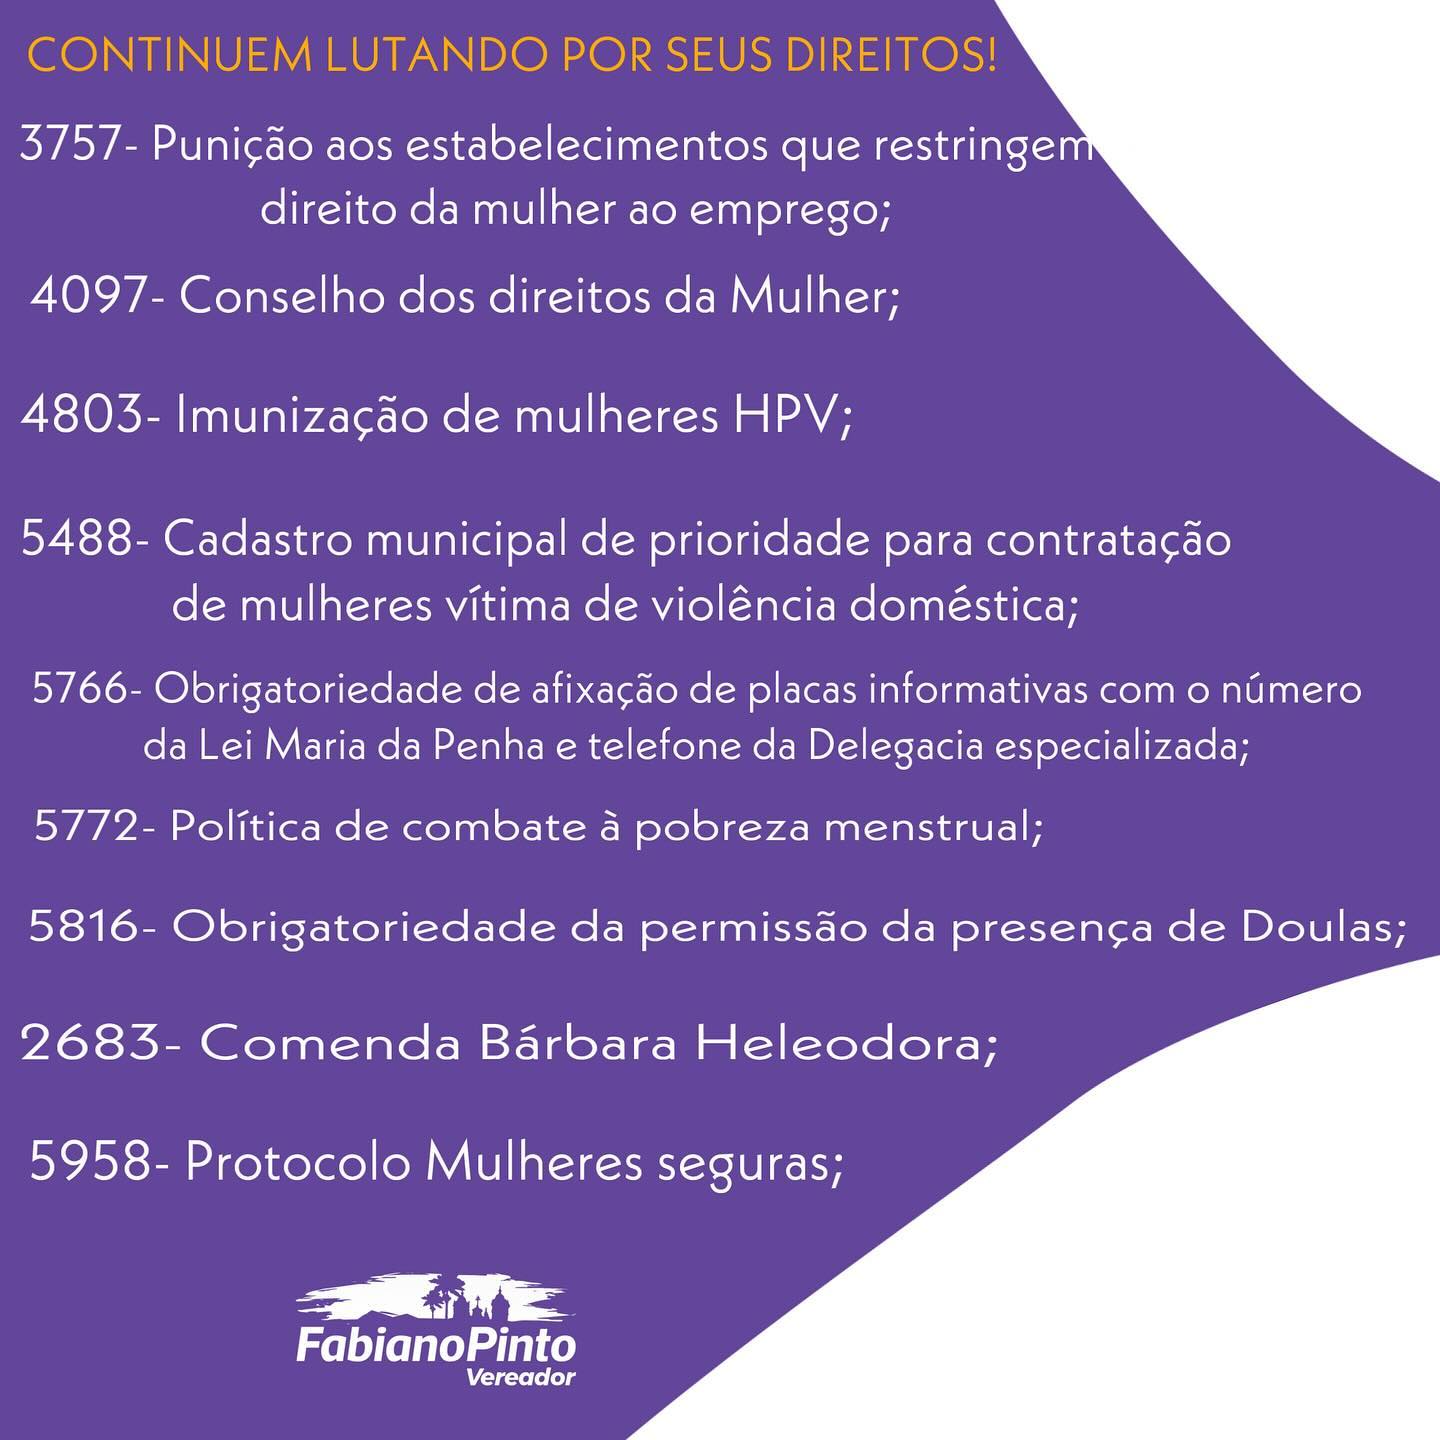 CONTINUEM LUTANDO POR SEUS DIREITOS!
3757- Punição aos estabelecimentos que restringem
direito da mulher ao emprego;
4097- Conselho dos direitos da Mulher;
4803- Imunização de mulheres HPV;
5488- Cadastro municipal de prioridade para contratação
de mulheres vítima de violência doméstica;
5766- Obrigatoriedade de afixação de placas informativas com o número
da Lei Maria da Penha e telefone da Delegacia especializada;
5772- Política de combate à pobreza menstrual;
5816- Obrigatoriedade da permissão da presença de Doulas;
2683- Comenda Bárbara Heleodora;
5958- Protocolo Mulheres seguras;
FabianoPinto
Vereador